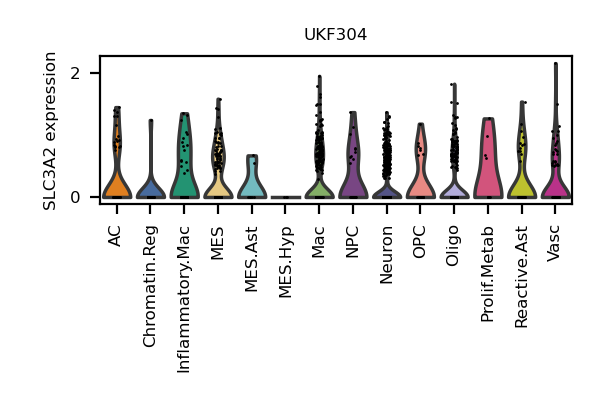 UKF304
SLC3A2 expression
2
0
AC
Chromatin.Reg
Inflammatory.Mac
MES
MES.Ast
MES.Hyp
Mac
NPC
Neuron
OPC
Oligo
Prolif.Metab
Reactive.Ast
Vasc